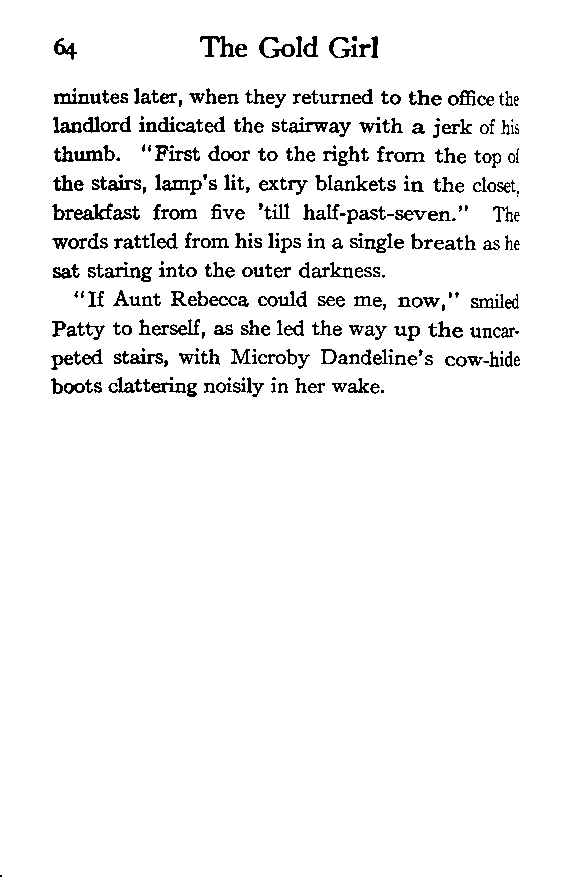 64 The Gold Girl
minutes later, when they returned to the office the
landlord indicated the stairway with a jerk of his
thumb. "First door to the right from the top of
the stairs, lamp's lit, extry blankets in the closet,
breakfast from five 'till half-past-seven." The
words rattled from his lips in a single breath as he
sat staring into the outer darkness.
"If Aunt Rebecca could see me, now," smiled
Patty to herself, as she led the way up the uncar-
peted stairs, with Microby Dandeline's cow-hide
boots clattering noisily in her wake.